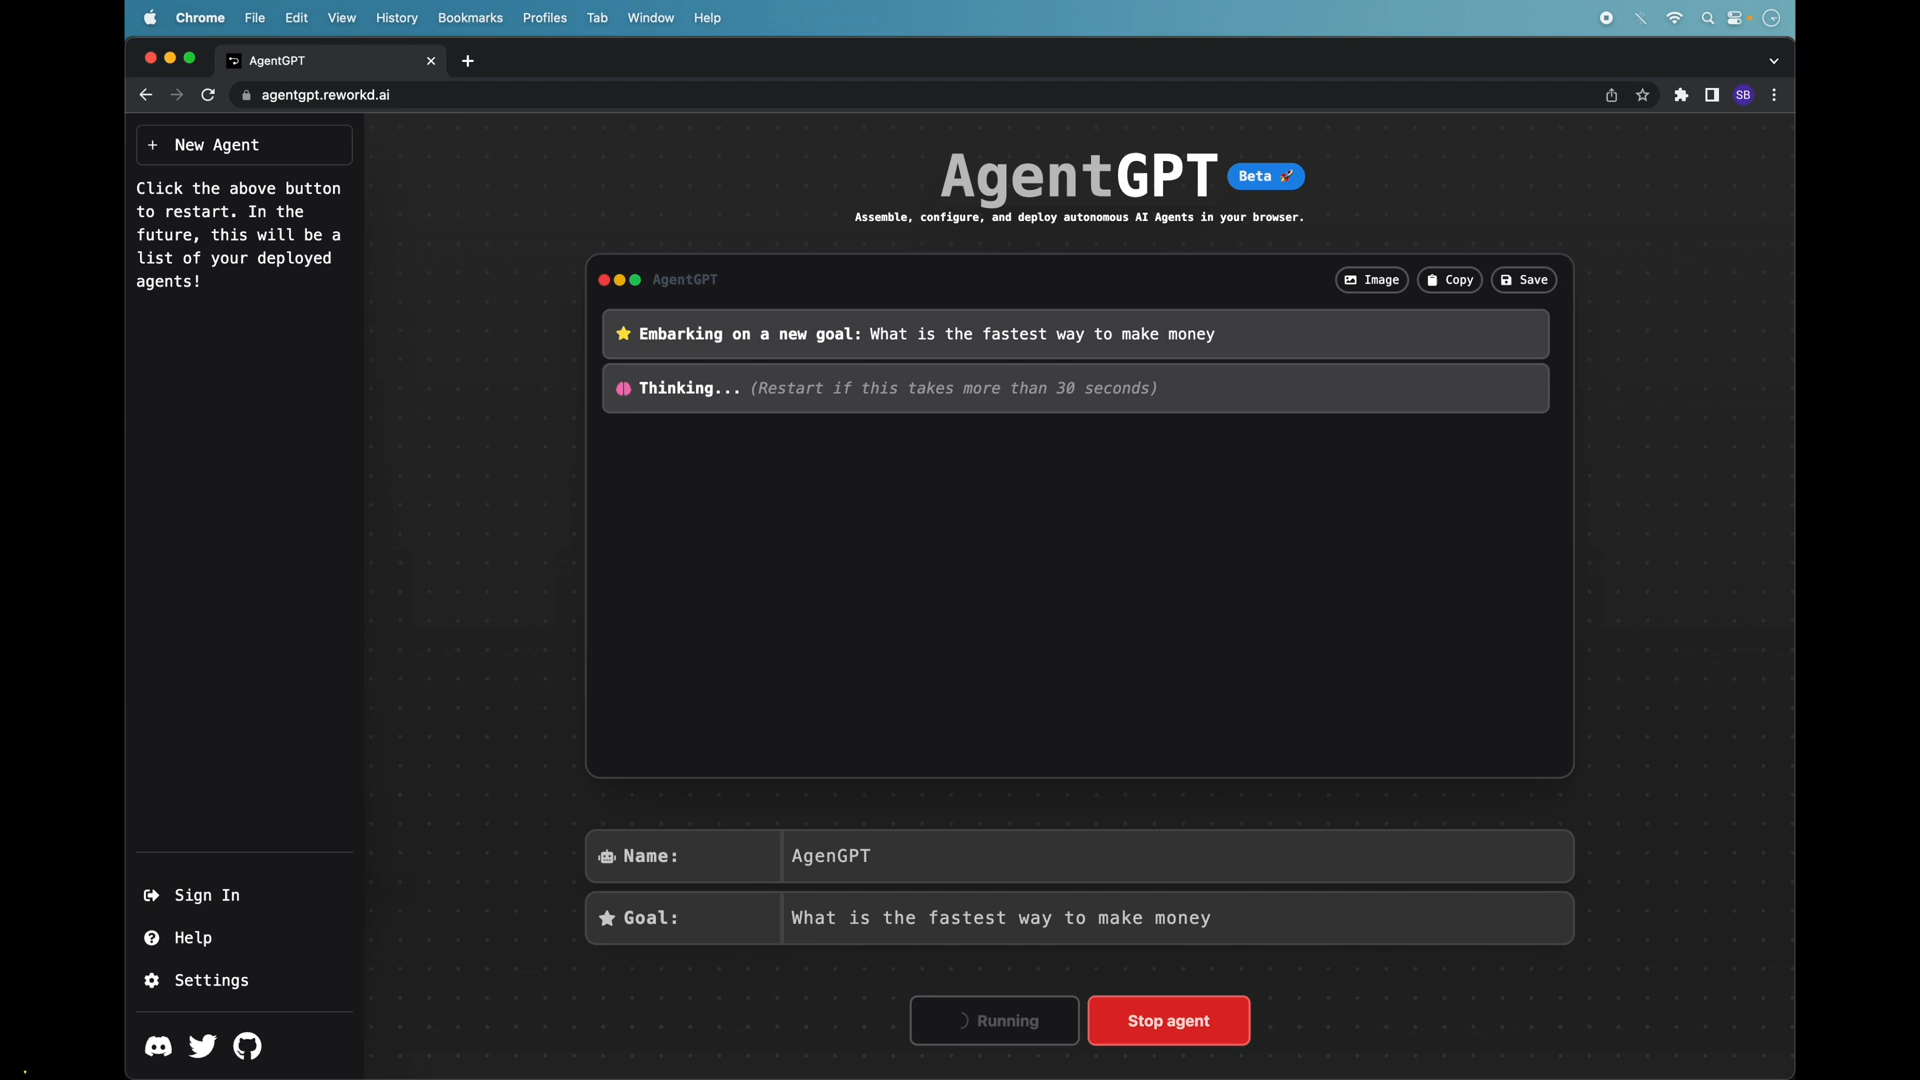 Chrome File Edit View History Bookmarks Profiles Tab Window Help
AgentGPT
agentgpt.reworkd.ai
SB
+ New Agent
Click the above button
to restart. In the
future, this will be a
list of your deployed
agents!
AgentGPT Beta 🚀
Assemble, configure, and deploy autonomous AI Agents in your browser.
AgentGPT Image Copy Save
Embarking on a new goal: What is the fastest way to make money
Thinking... (Restart if this takes more than 30 seconds)
Name: AgenGPT
Goal: What is the fastest way to make money
Running Stop agent
Sign In
Help
Settings